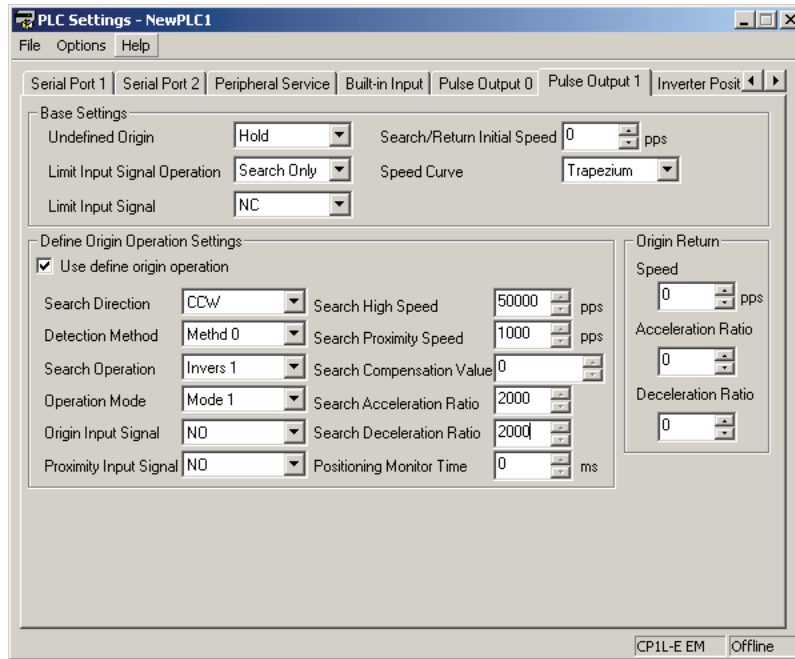 PLC Settings - NewPLC1
File Options Help
Serial Port 1 Serial Port 2 Peripheral Service Built-in Input Pulse Output 0 Pulse Output 1 Inverter Posit
Base Settings
Undefined Origin Hold Search/Return Initial Speed 0 pps
Limit Input Signal Operation Search Only Speed Curve Trapezium
Limit Input Signal NC
Define Origin Operation Settings Origin Return
Use define origin operation Speed
Search Direction CCW Search High Speed 50000 pps 0 pps
Detection Method Methd 0 Search Proximity Speed 1000 pps Acceleration Ratio
Search Operation Invers 1 Search Compensation Value 0 0
Operation Mode Mode 1 Search Acceleration Ratio 2000 Deceleration Ratio
Origin Input Signal NO Search Deceleration Ratio 2000 0
Proximity Input Signal NO Positioning Monitor Time 0 ms
CP1L-E EM Offline